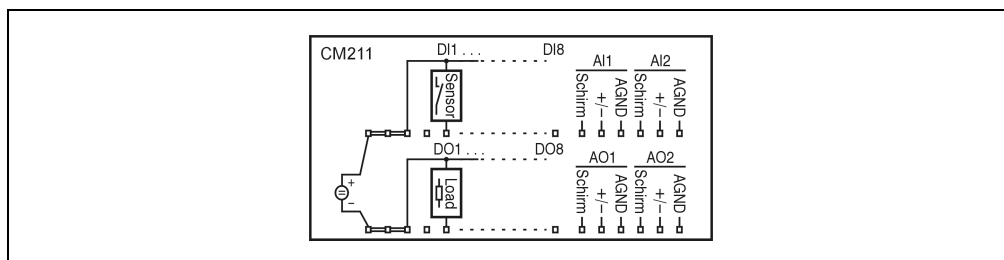 CM211
DI1 . . . DI8
Sensor
AI1 AI2
Schirm +/– AGND Schirm +/– AGND
+
=
–
DO1 . . . DO8
Load
AO1 AO2
Schirm +/– AGND Schirm +/– AGND